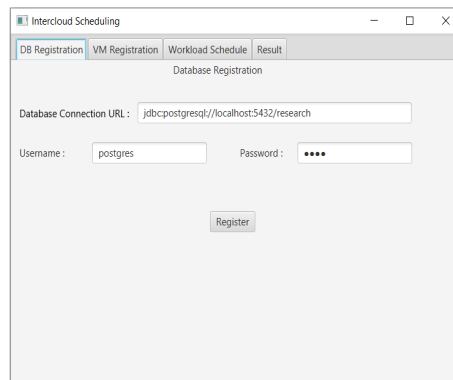 Intercloud Scheduling
DB Registration VM Registration Workload Schedule Result
Database Registration
Database Connection URL : jdbc:postgresql://localhost:5432/research
Username : postgres Password : ••••
Register